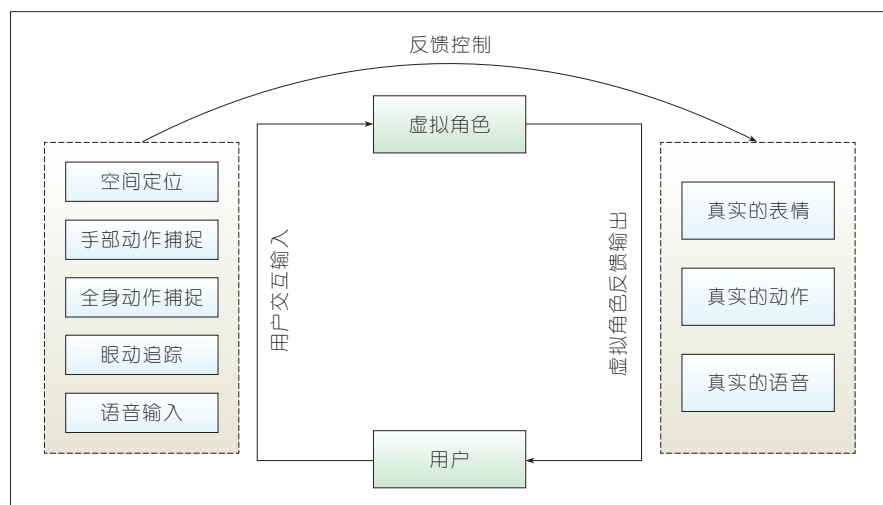 反馈控制
虚拟角色
空间定位
手部动作捕捉
全身动作捕捉
眼动追踪
语音输入
用户交互输入
虚拟角色反馈输出
真实的表情
真实的动作
真实的语音
用户